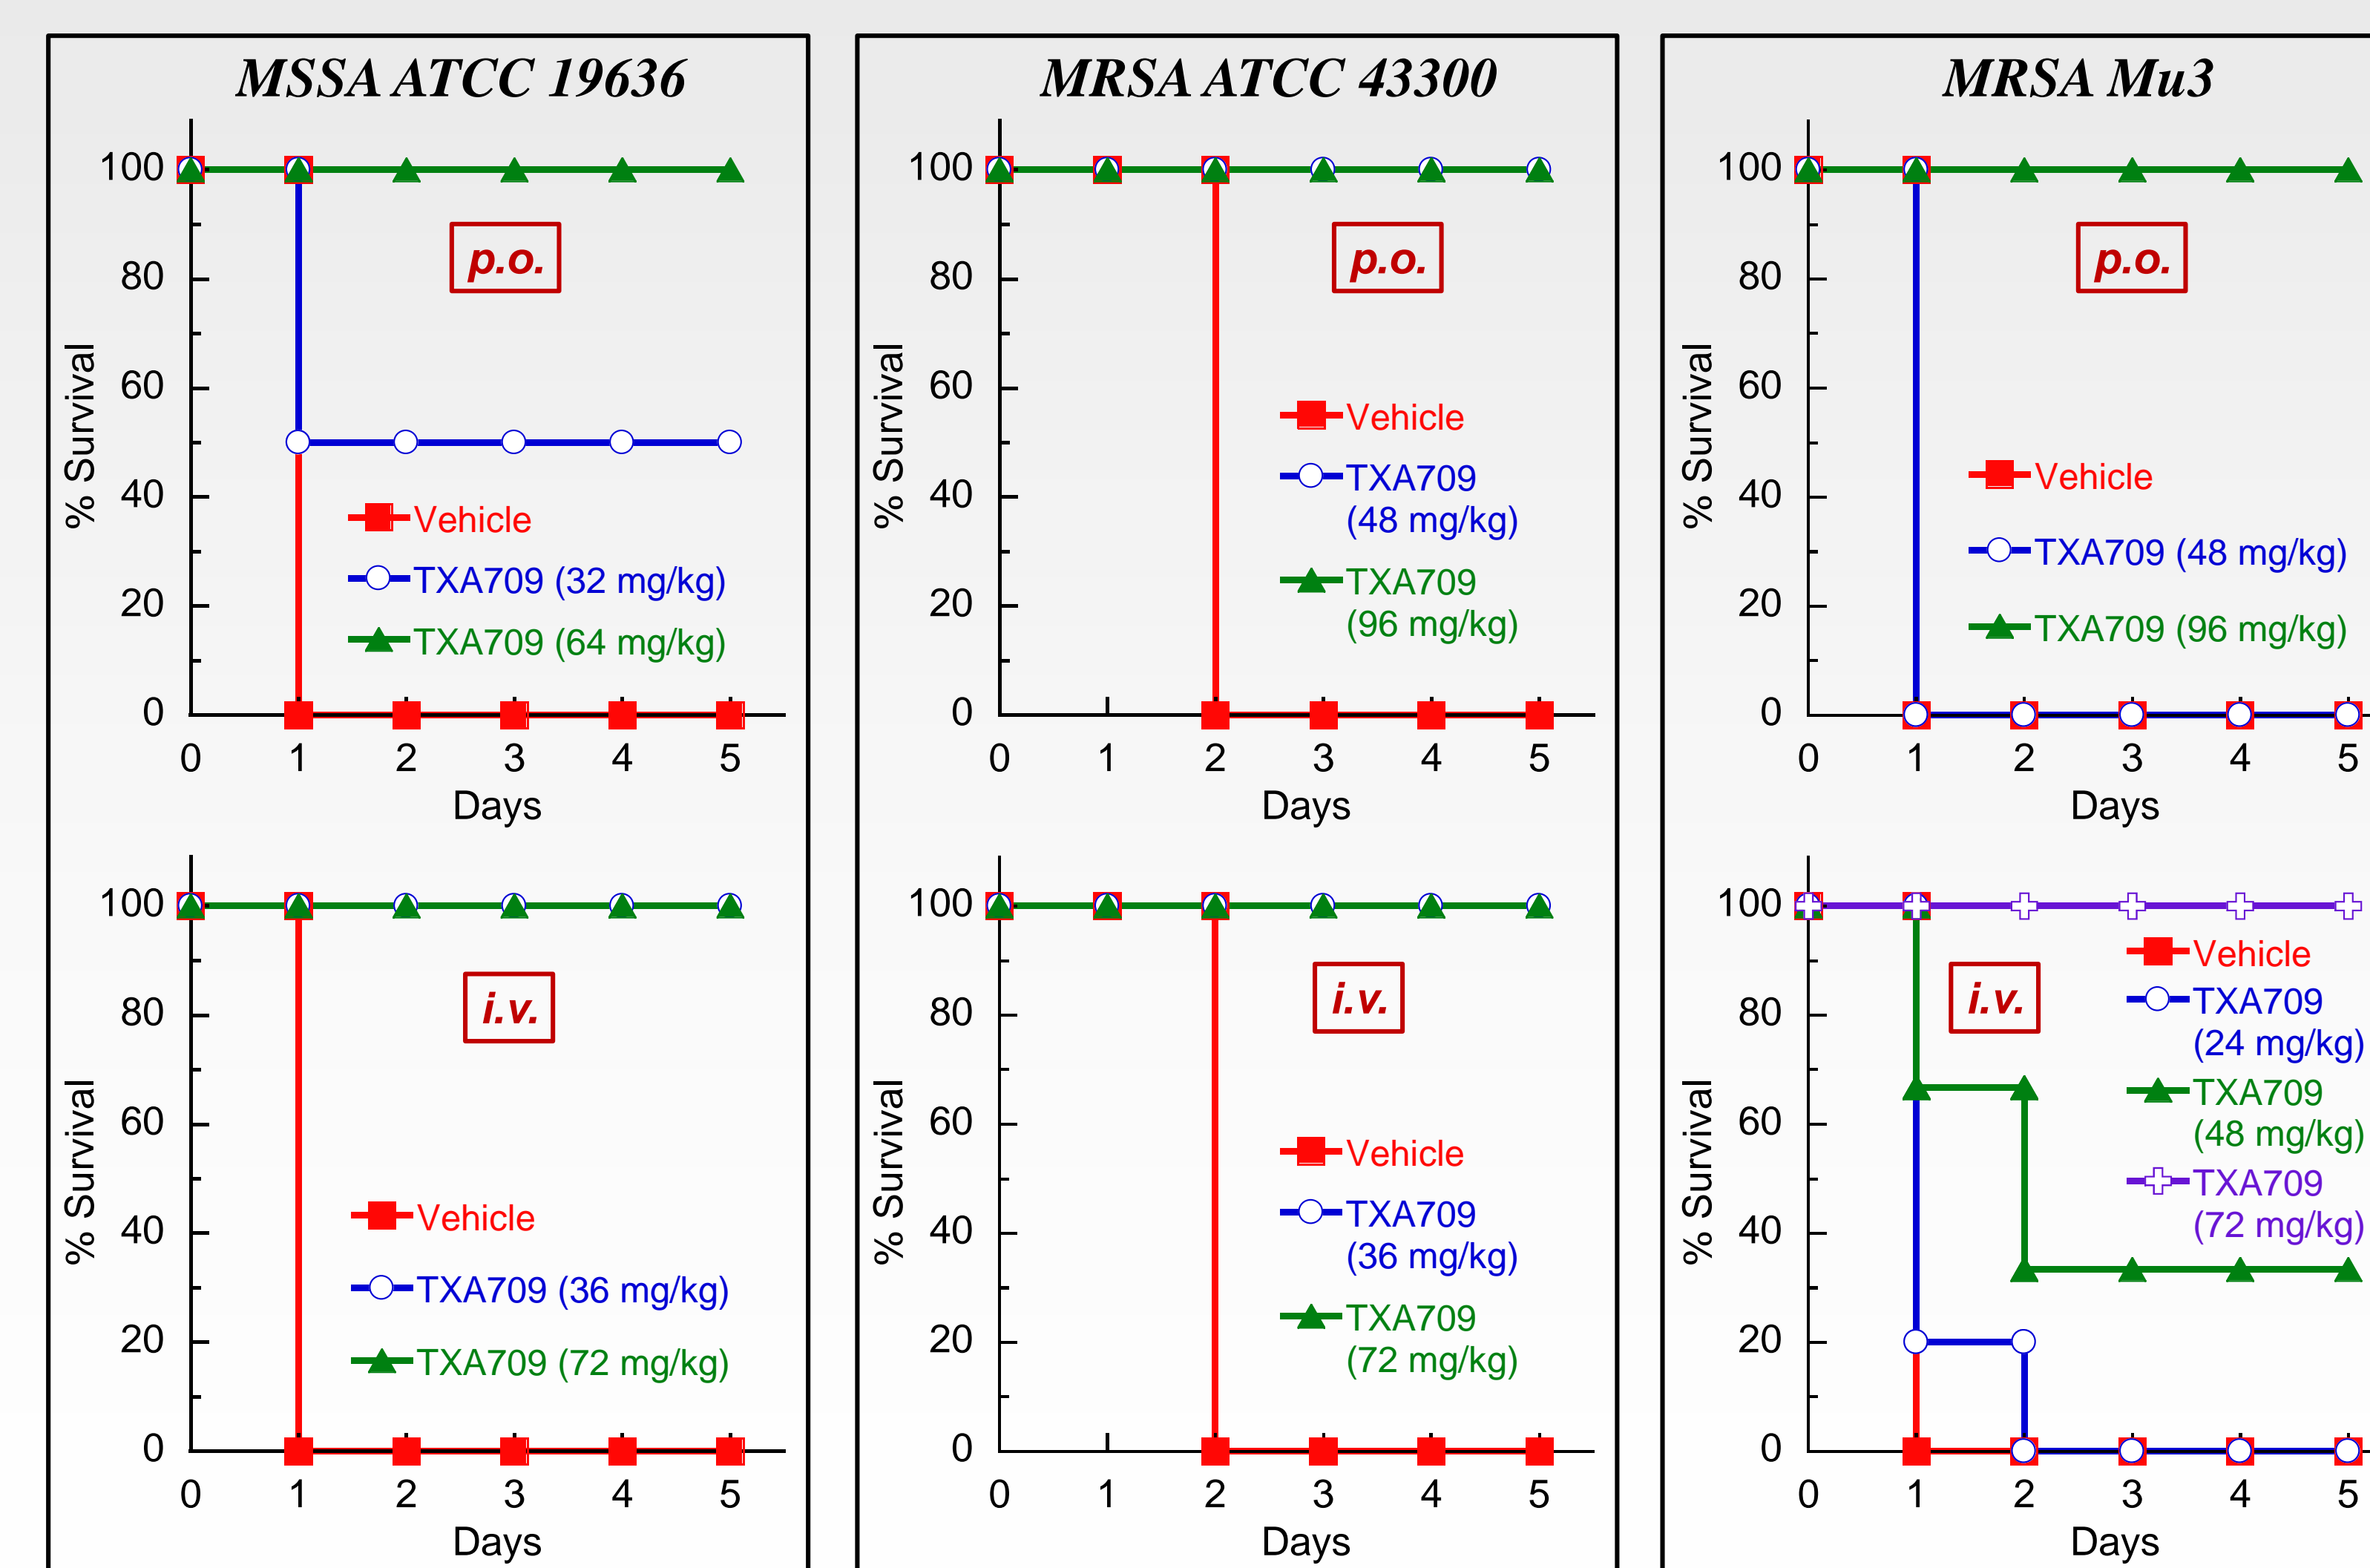 MSSA ATCC 19636
100
80
60
40
20
0
% Survival
p.o.
Vehicle
TXA709 (32 mg/kg)
TXA709 (64 mg/kg)
0 1 2 3 4 5
Days
100
80
60
40
20
0
% Survival
i.v.
Vehicle
TXA709 (36 mg/kg)
TXA709 (72 mg/kg)
0 1 2 3 4 5
Days
MRSA ATCC 43300
100
80
60
40
20
0
% Survival
p.o.
Vehicle
TXA709
(48 mg/kg)
TXA709
(96 mg/kg)
0 1 2 3 4 5
Days
100
80
60
40
20
0
% Survival
i.v.
Vehicle
TXA709
(36 mg/kg)
TXA709
(72 mg/kg)
0 1 2 3 4 5
Days
MRSA Mu3
100
80
60
40
20
0
% Survival
p.o.
Vehicle
TXA709 (48 mg/kg)
TXA709 (96 mg/kg)
0 1 2 3 4 5
Days
100
80
60
40
20
0
% Survival
i.v.
Vehicle
TXA709
(24 mg/kg)
TXA709
(48 mg/kg)
TXA709
(72 mg/kg)
0 1 2 3 4 5
Days